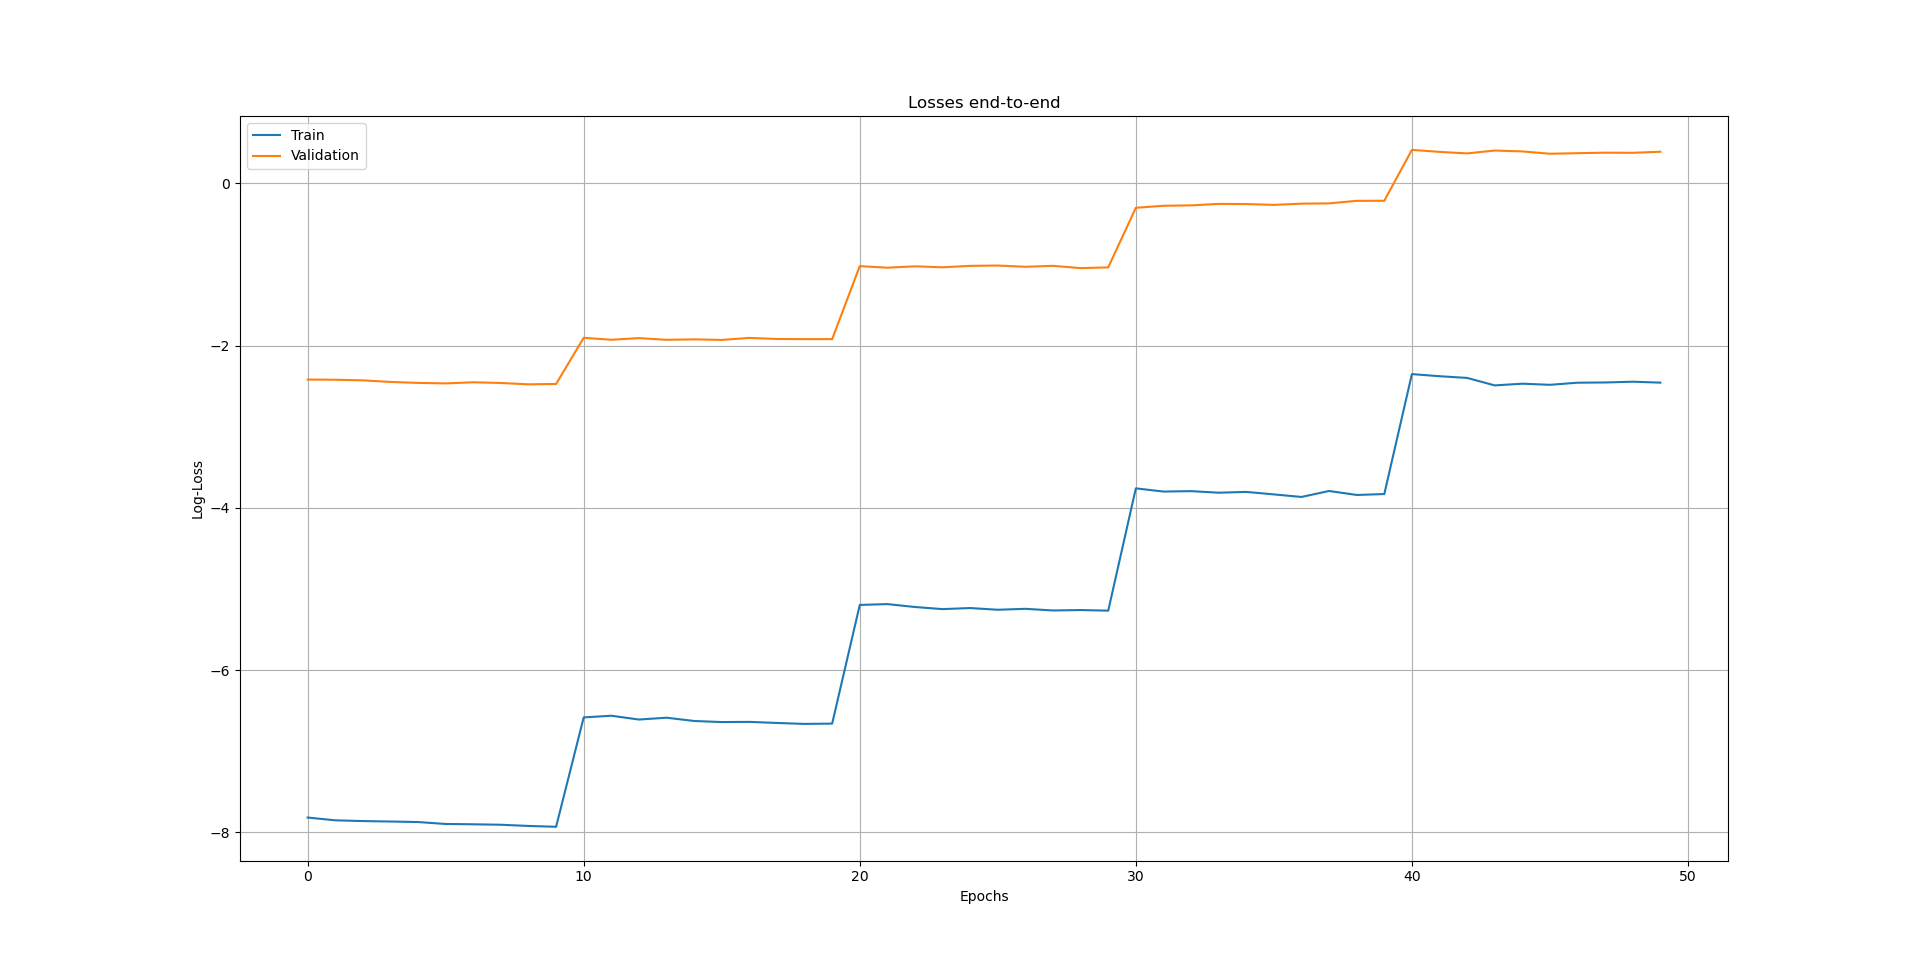 Losses end-to-end
Train
Validation
0
−2
−4
−6
−8
Log-Loss
0 10 20 30 40 50
Epochs